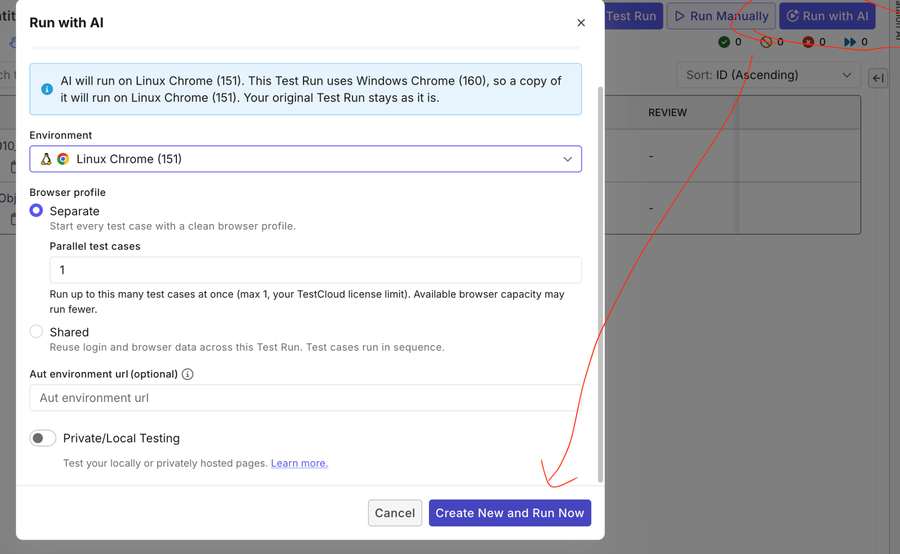 Run with AI
Test Run
Run Manually
Run with AI
0
0
0
0
Sort: ID (Ascending)
REVIEW
-
-
AI will run on Linux Chrome (151). This Test Run uses Windows Chrome (160), so a copy of
it will run on Linux Chrome (151). Your original Test Run stays as it is.
Environment
Linux Chrome (151)
Browser profile
Separate
Start every test case with a clean browser profile.
Parallel test cases
1
Run up to this many test cases at once (max 1, your TestCloud license limit). Available browser capacity may
run fewer.
Shared
Reuse login and browser data across this Test Run. Test cases run in sequence.
Aut environment url (optional)
Aut environment url
Private/Local Testing
Test your locally or privately hosted pages. Learn more.
Cancel
Create New and Run Now